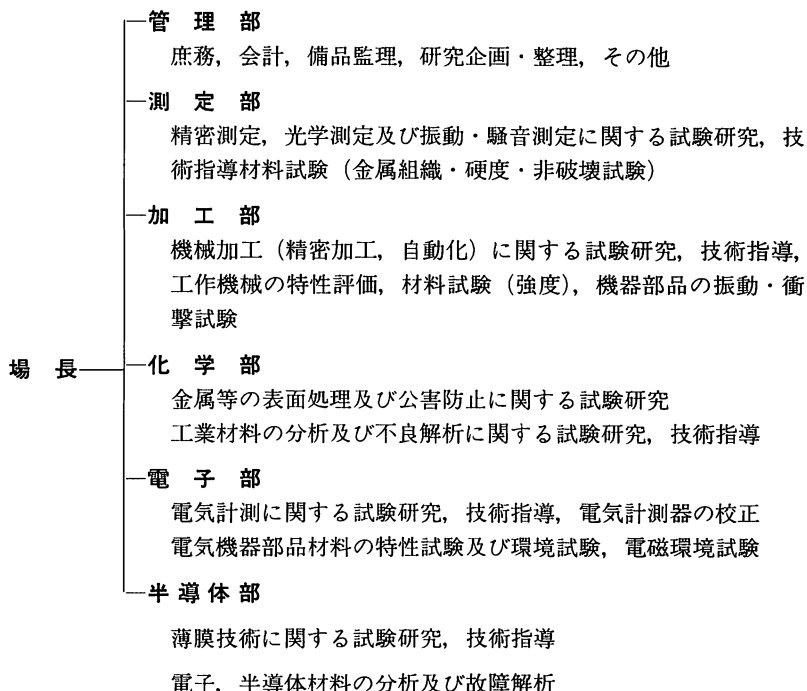 管理部
庶務，会計，備品監理，研究企画・整理，その他
測定部
精密測定，光学測定及び振動・騒音測定に関する試験研究，技
術指導材料試験（金属組織・硬度・非破壊試験）
加工部
機械加工（精密加工，自動化）に関する試験研究，技術指導，
工作機械の特性評価，材料試験（強度），機器部品の振動・衝
撃試験
場長
化学部
金属等の表面処理及び公害防止に関する試験研究
工業材料の分析及び不良解析に関する試験研究，技術指導
電子部
電気計測に関する試験研究，技術指導，電気計測器の校正
電気機器部品材料の特性試験及び環境試験，電磁環境試験
半導体部
薄膜技術に関する試験研究，技術指導
電子，半導体材料の分析及び故障解析